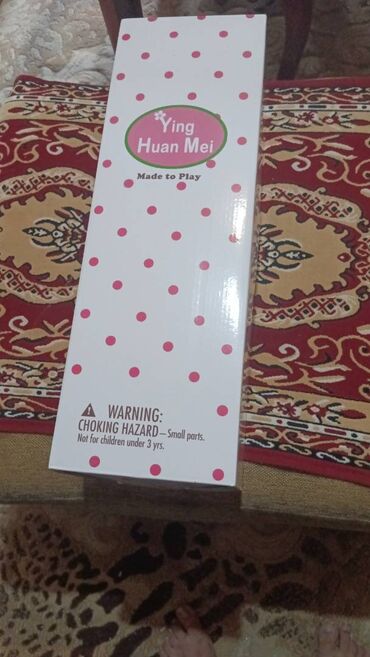 Ying
Huan Mei
Made to Play
WARNING:
CHOKING HAZARD—Small parts.
Not for children under 3 yrs.